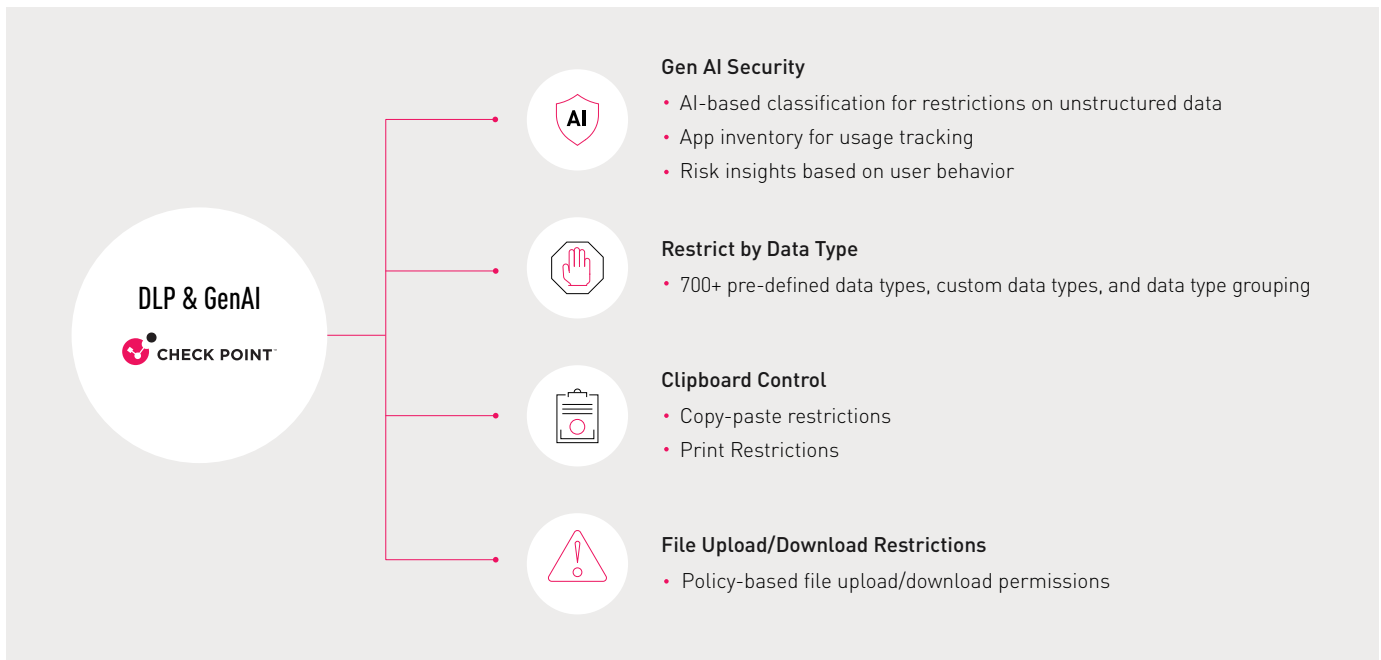 DLP & GenAI
CHECK POINT™
AI
Gen AI Security
• AI-based classification for restrictions on unstructured data
• App inventory for usage tracking
• Risk insights based on user behavior
Restrict by Data Type
• 700+ pre-defined data types, custom data types, and data type grouping
Clipboard Control
• Copy-paste restrictions
• Print Restrictions
File Upload/Download Restrictions
• Policy-based file upload/download permissions